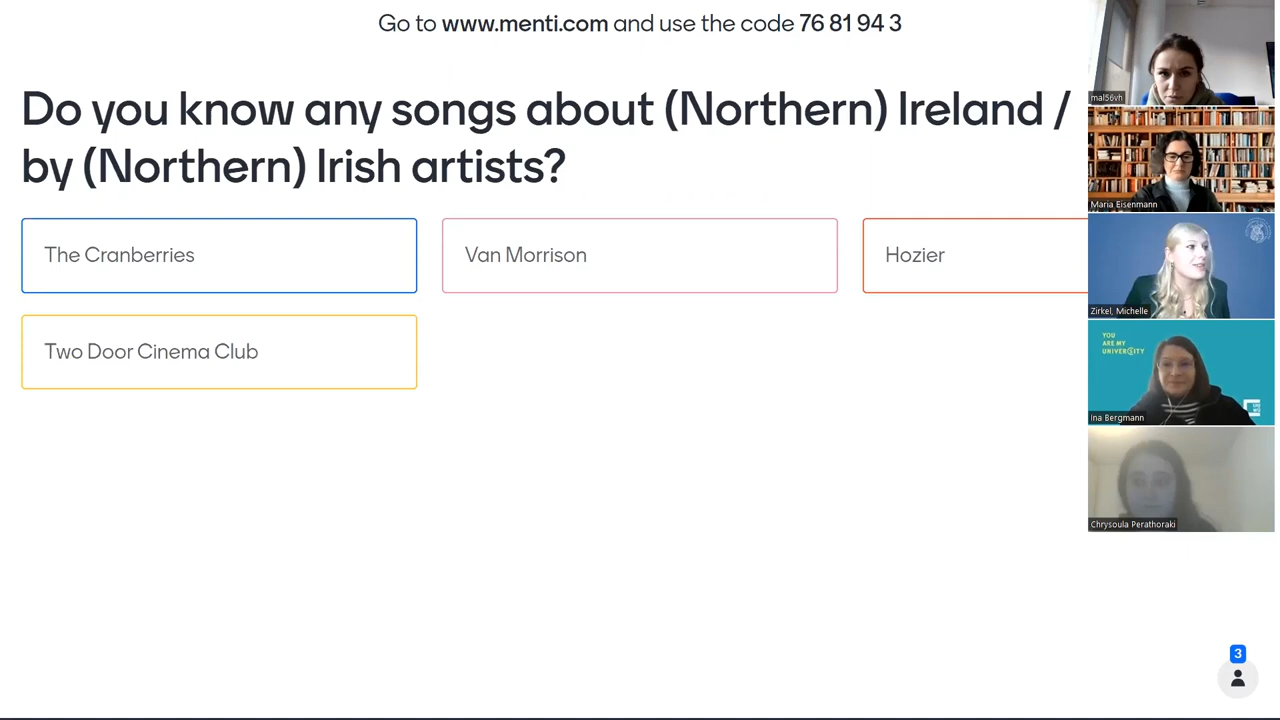 Go to www.menti.com and use the code 76 81 94 3
Do you know any songs about (Northern) Ireland /
by (Northern) Irish artists?
The Cranberries
Van Morrison
Hozier
Two Door Cinema Club
mal56vh
Maria Eisenmann
Zirkel, Michelle
YOU
ARE MY
UNIVERSITY
Ina Bergmann
Chrysoula Perathoraki
3